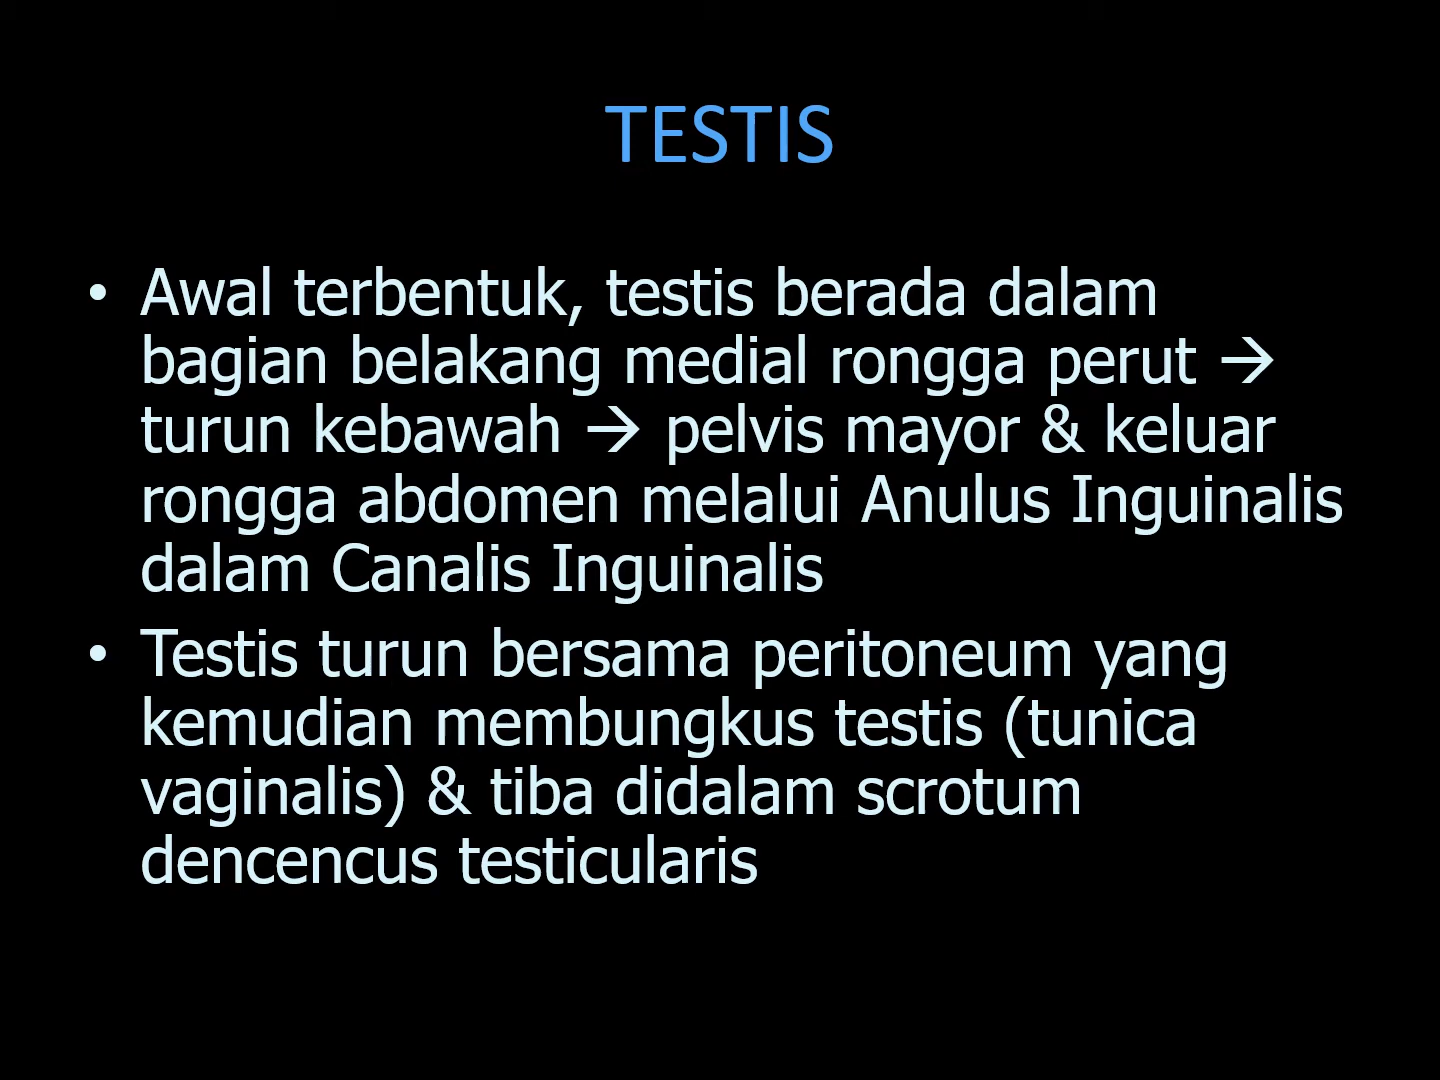 TESTIS
• Awal terbentuk, testis berada dalam
bagian belakang medial rongga perut →
turun kebawah → pelvis mayor & keluar
rongga abdomen melalui Anulus Inguinalis
dalam Canalis Inguinalis
• Testis turun bersama peritoneum yang
kemudian membungkus testis (tunica
vaginalis) & tiba didalam scrotum
dencencus testicularis